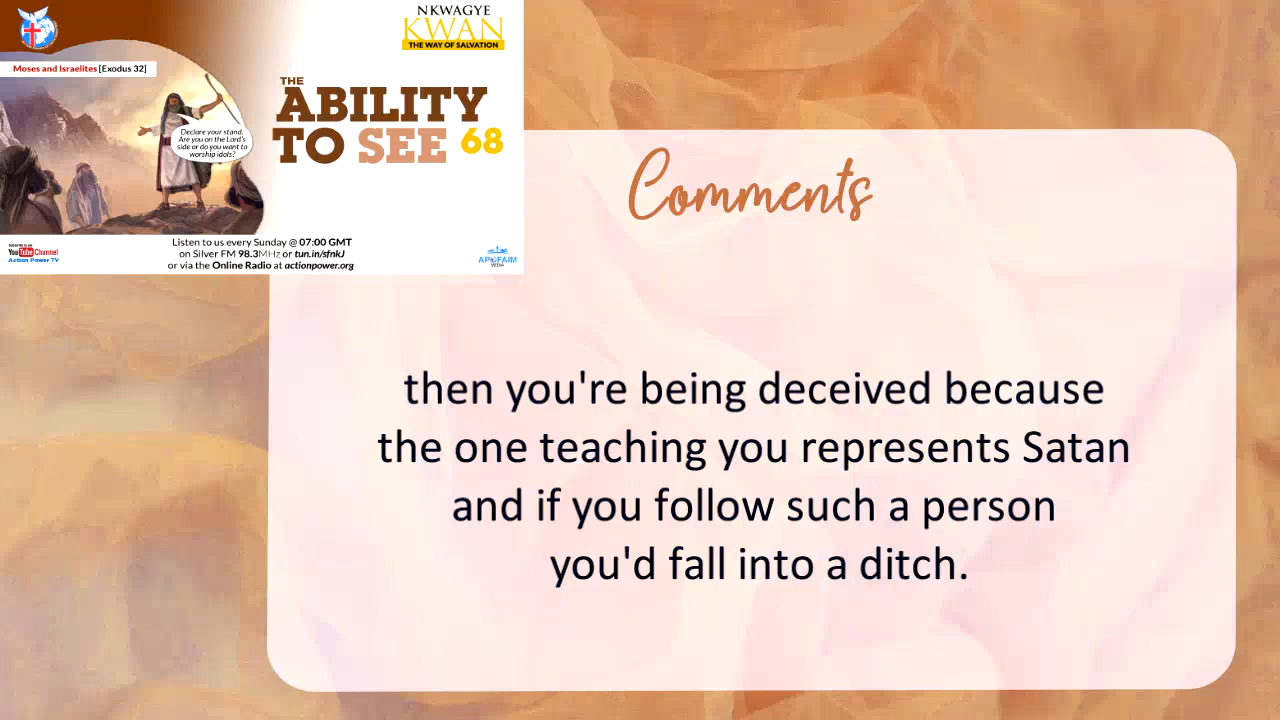 NKWAGYE
KWAN
THE WAY OF SALVATION
Moses and Israelites [Exodus 32]
THE
ABILITY
TO SEE 68
Declare your stand.
Are you on the Lord's
side or do you want to
worship idols?
Listen to us every Sunday @ 07:00 GMT
on Silver FM 98.3MHz or tun.in/sfnkJ
or via the Online Radio at actionpower.org
YouTube Channel
Action Power TV
APOFAIM
MEDIA
Comments
then you're being deceived because
the one teaching you represents Satan
and if you follow such a person
you'd fall into a ditch.